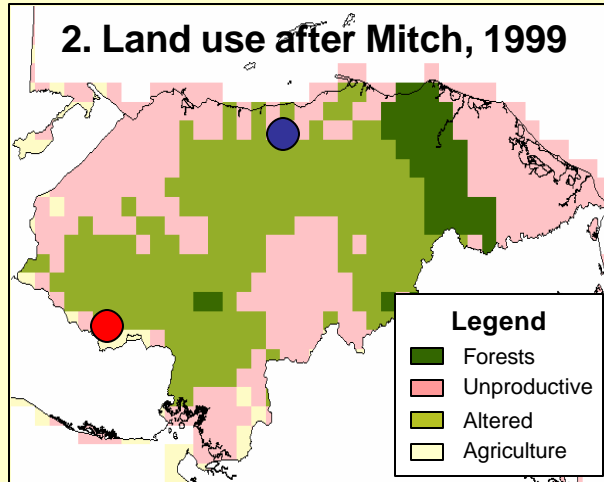 2. Land use after Mitch, 1999
Legend
Forests
Unproductive
Altered
Agriculture